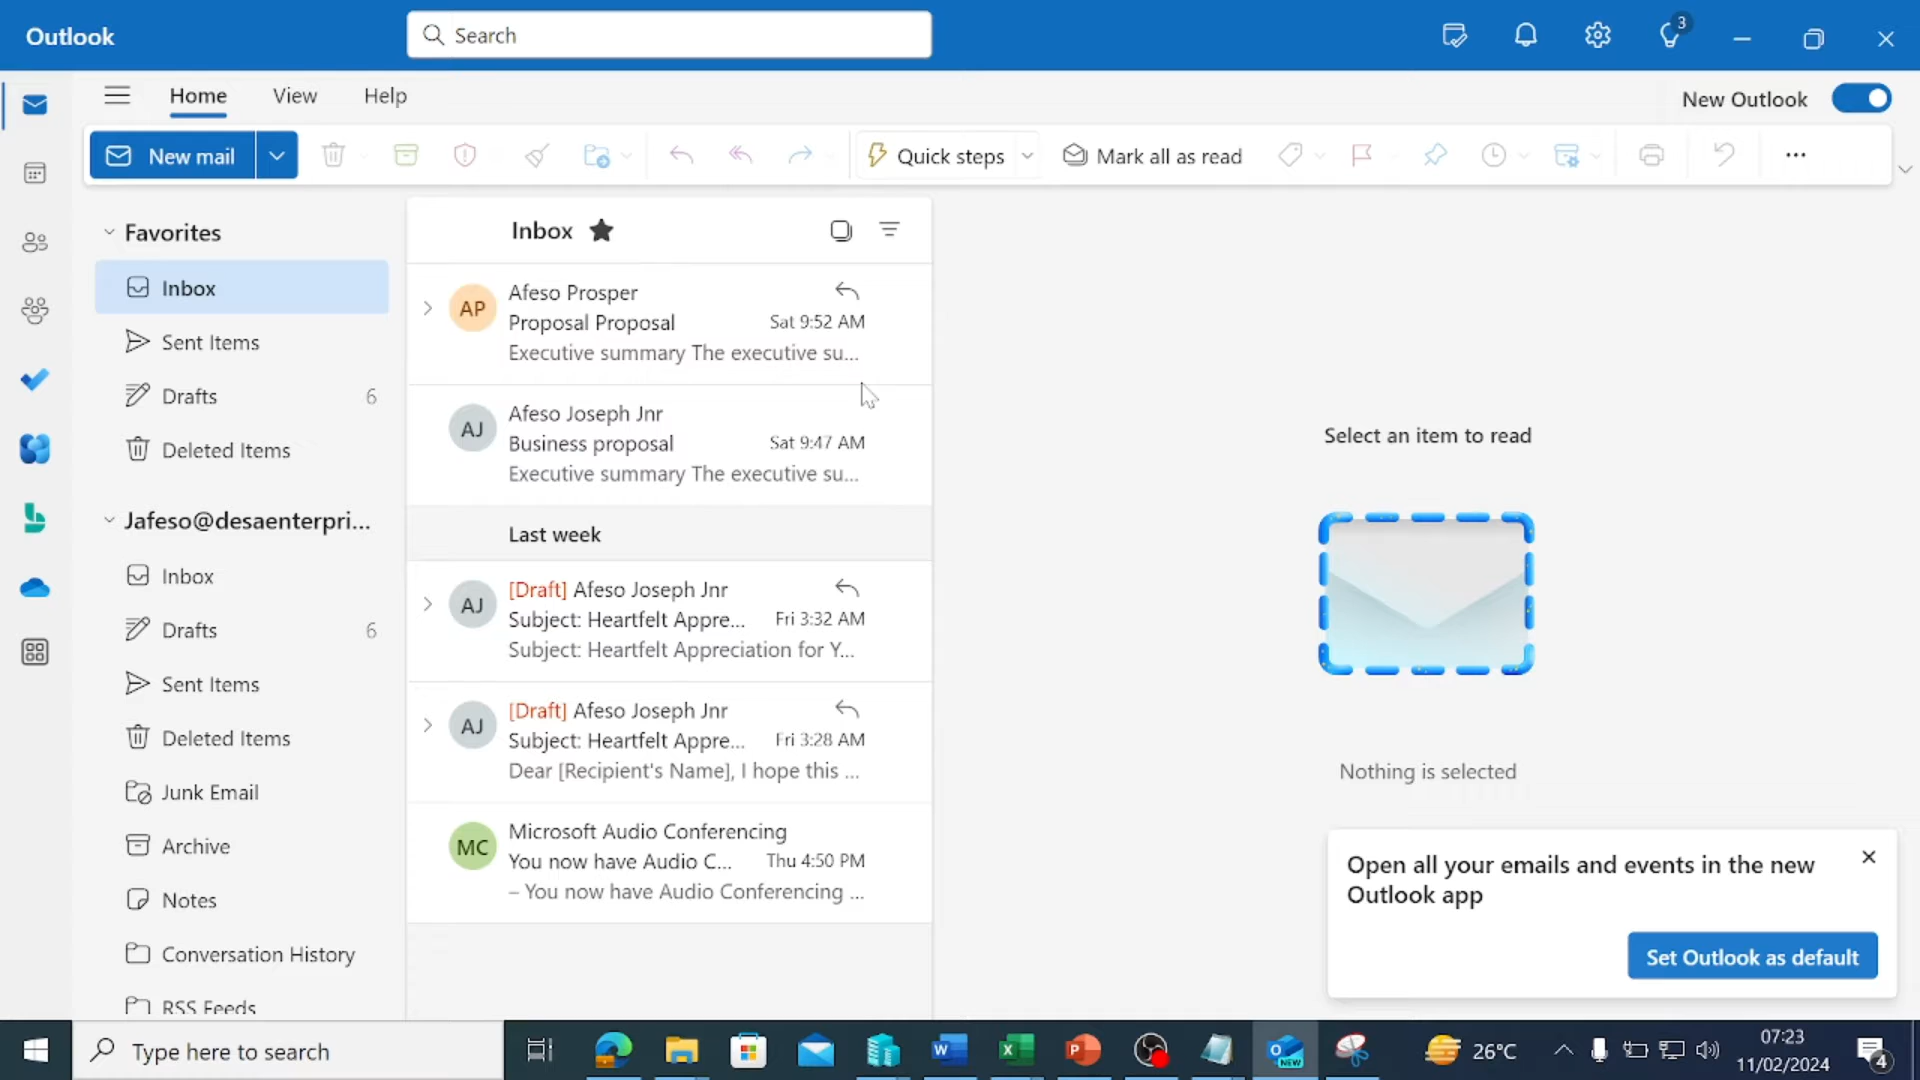 Outlook
Search
3
Home
View
Help
New Outlook
New mail
Quick steps
Mark all as read
Favorites
Inbox
Sent Items
Drafts 6
Deleted Items
Jafeso@desaenterpri...
Inbox
Drafts 6
Sent Items
Deleted Items
Junk Email
Archive
Notes
Conversation History
RSS Feeds
Inbox
AP
Afeso Prosper
Proposal Proposal Sat 9:52 AM
Executive summary The executive su...
AJ
Afeso Joseph Jnr
Business proposal Sat 9:47 AM
Executive summary The executive su...
Last week
AJ
[Draft] Afeso Joseph Jnr
Subject: Heartfelt Appre... Fri 3:32 AM
Subject: Heartfelt Appreciation for Y...
AJ
[Draft] Afeso Joseph Jnr
Subject: Heartfelt Appre... Fri 3:28 AM
Dear [Recipient's Name], I hope this ...
MC
Microsoft Audio Conferencing
You now have Audio C... Thu 4:50 PM
– You now have Audio Conferencing ...
Select an item to read
Nothing is selected
Open all your emails and events in the new
Outlook app
Set Outlook as default
Type here to search
W
X
P
O
NEW
26°C
07:23
11/02/2024
4